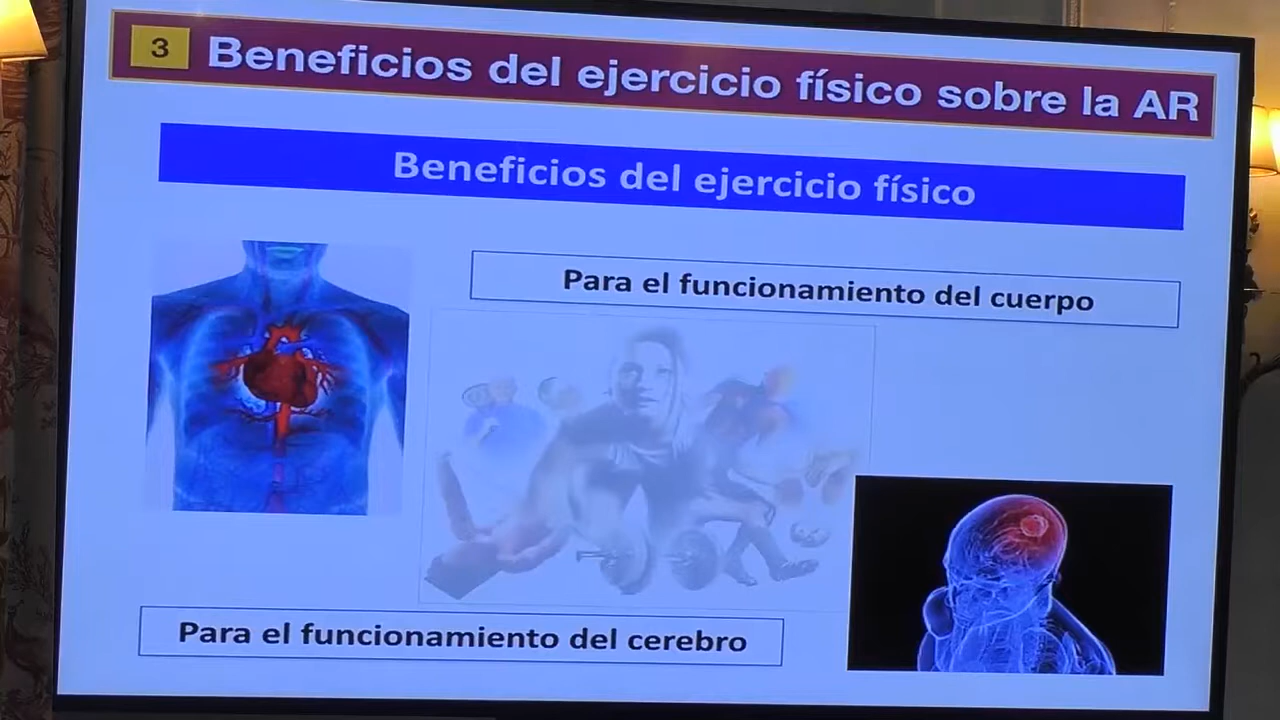 3 Beneficios del ejercicio físico sobre la AR
Beneficios del ejercicio físico
Para el funcionamiento del cuerpo
Para el funcionamiento del cerebro